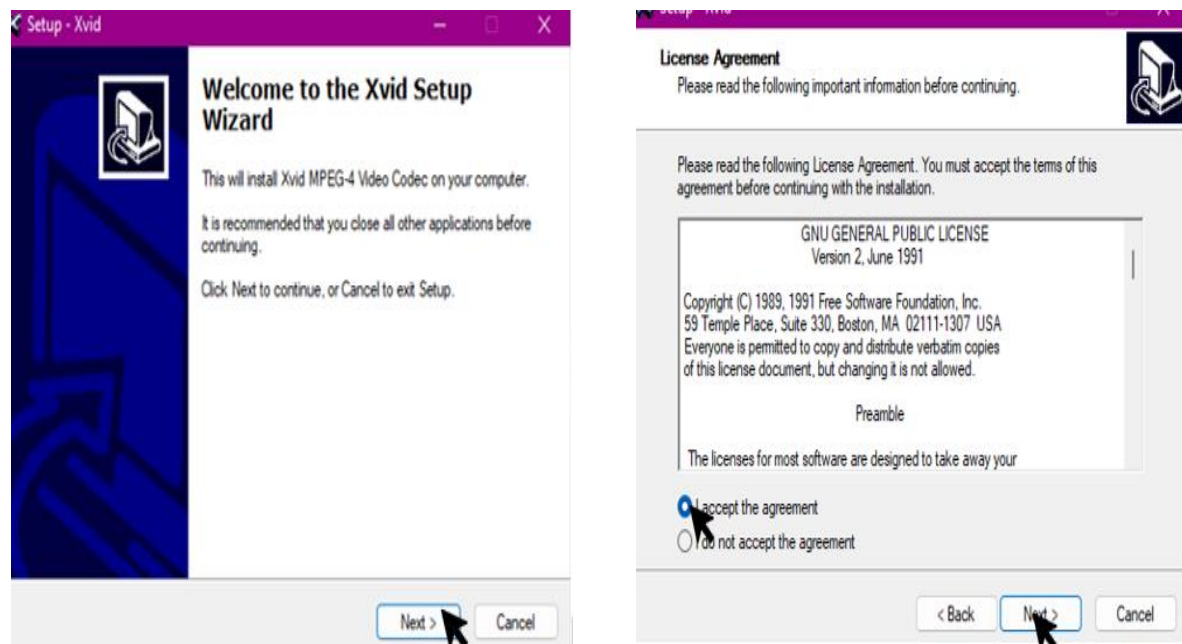 Setup - Xvid
Welcome to the Xvid Setup
Wizard
This will install Xvid MPEG-4 Video Codec on your computer.
It is recommended that you close all other applications before
continuing.
Click Next to continue, or Cancel to exit Setup.
Next >
Cancel
Setup - Xvid
License Agreement
Please read the following important information before continuing.
Please read the following License Agreement. You must accept the terms of this
agreement before continuing with the installation.
GNU GENERAL PUBLIC LICENSE
Version 2, June 1991
Copyright (C) 1989, 1991 Free Software Foundation, Inc.
59 Temple Place, Suite 330, Boston, MA 02111-1307 USA
Everyone is permitted to copy and distribute verbatim copies
of this license document, but changing it is not allowed.
Preamble
The licenses for most software are designed to take away your
I accept the agreement
I do not accept the agreement
< Back
Next >
Cancel